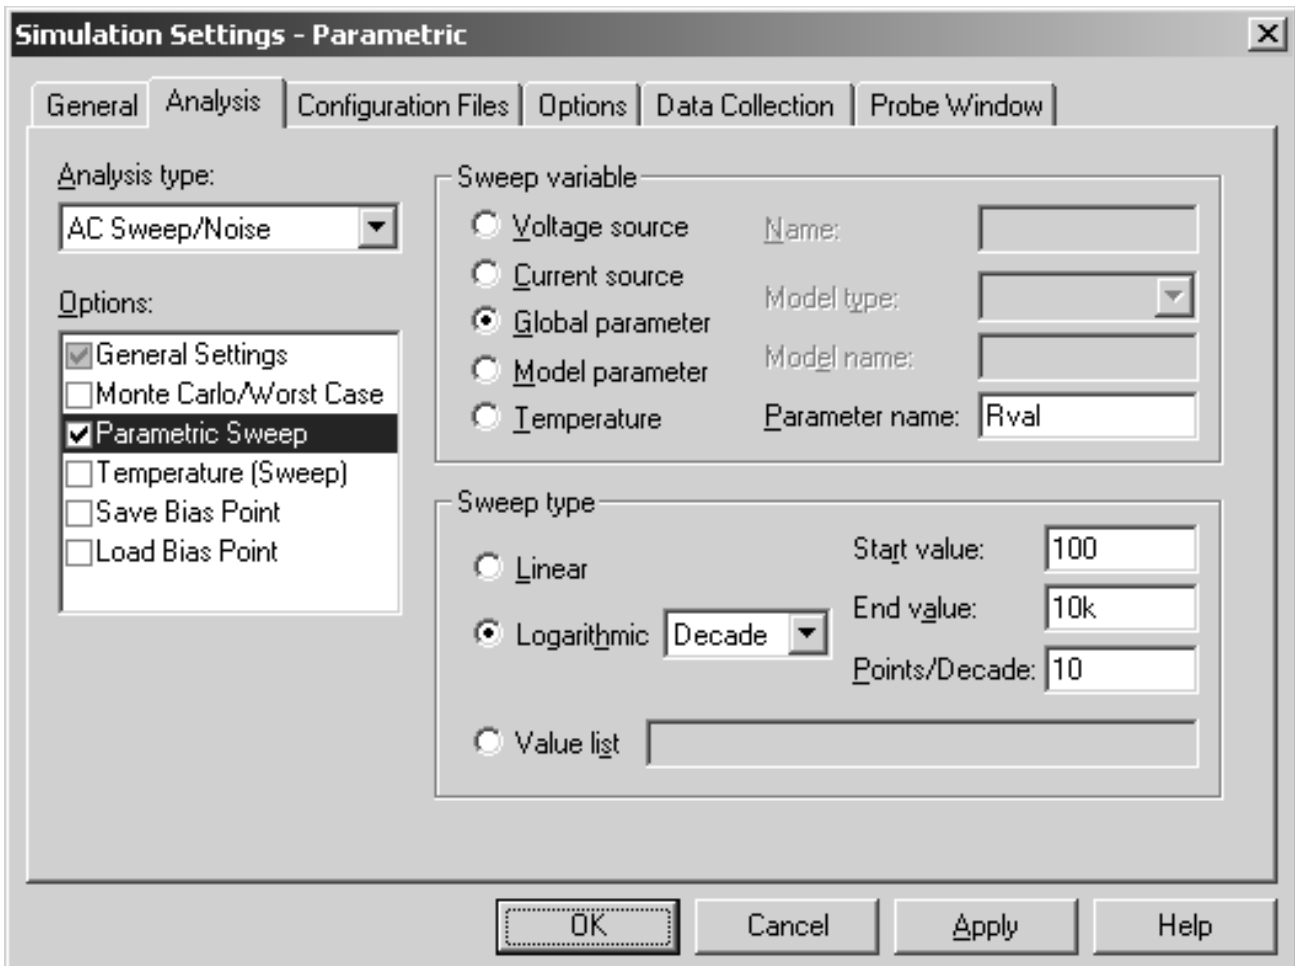 Simulation Settings - Parametric
General Analysis Configuration Files Options Data Collection Probe Window
Analysis type:
AC Sweep/Noise
Options:
General Settings
Monte Carlo/Worst Case
Parametric Sweep
Temperature (Sweep)
Save Bias Point
Load Bias Point
Sweep variable
Voltage source
Current source
Global parameter
Model parameter
Temperature
Name:
Model type:
Model name:
Parameter name: Rval
Sweep type
Linear
Logarithmic Decade
Value list
Start value: 100
End value: 10k
Points/Decade: 10
OK Cancel Apply Help